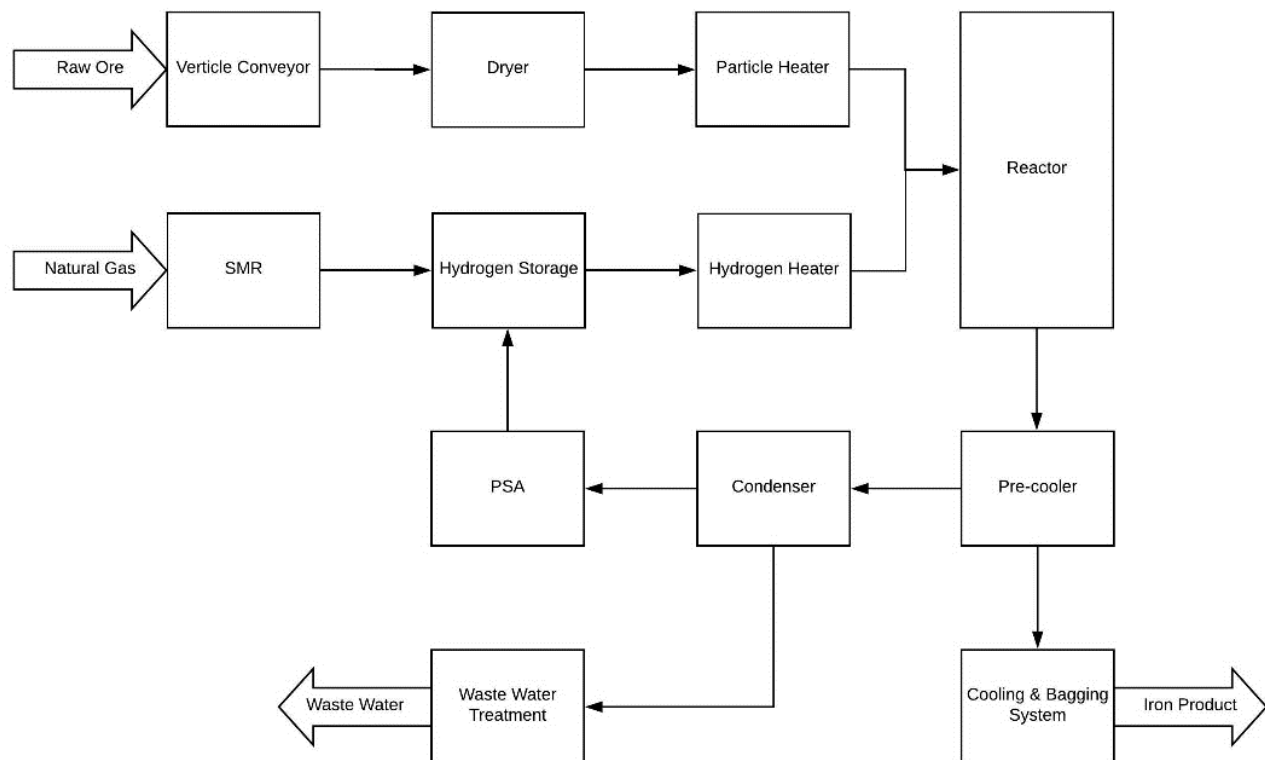 Raw Ore
Verticle Conveyor
Dryer
Particle Heater
Reactor
Natural Gas
SMR
Hydrogen Storage
Hydrogen Heater
PSA
Condenser
Pre-cooler
Waste Water
Waste Water
Treatment
Cooling & Bagging
System
Iron Product